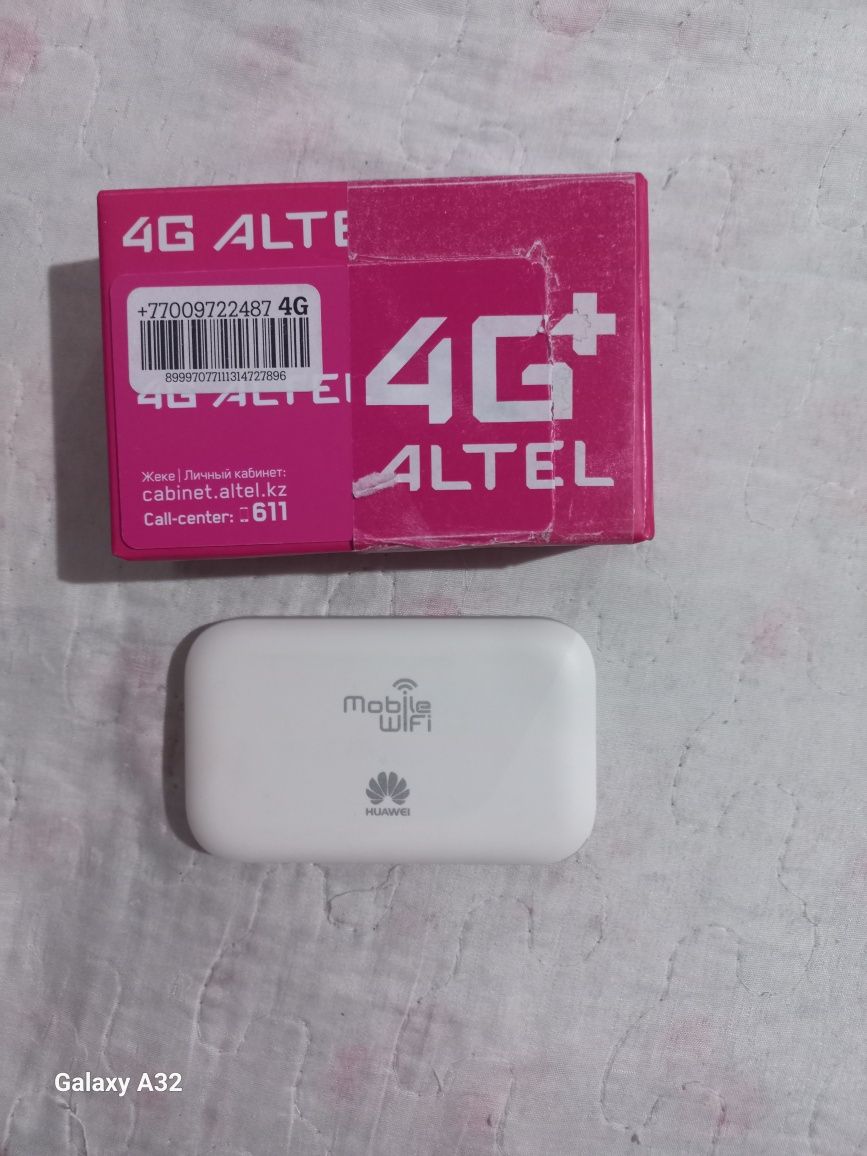 4G ALTE
+77009722487 4G
89997077111314727896
4G ALTEL
4G+
ALTEL
Жеке | Личный кабинет:
cabinet.altel.kz
Call-center: 611
Mobile
WiFi
HUAWEI
Galaxy A32